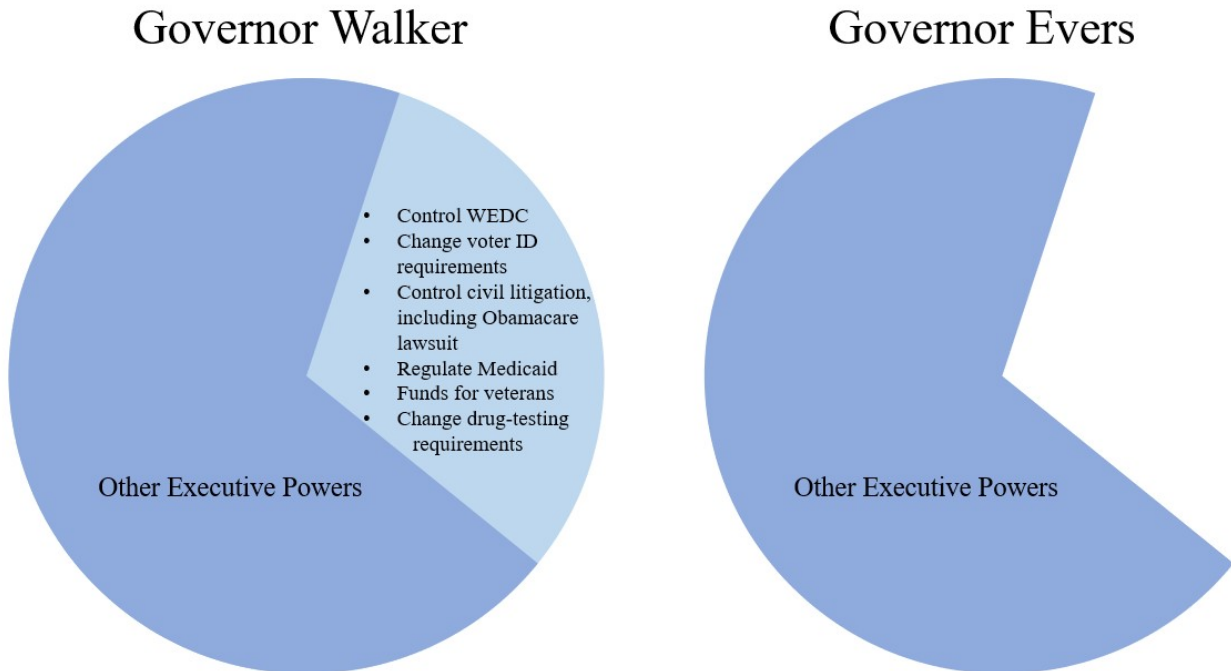 Governor Walker
Governor Evers
• Control WEDC
• Change voter ID
requirements
• Control civil litigation,
including Obamacare
lawsuit
• Regulate Medicaid
• Funds for veterans
• Change drug-testing
requirements
Other Executive Powers
Other Executive Powers